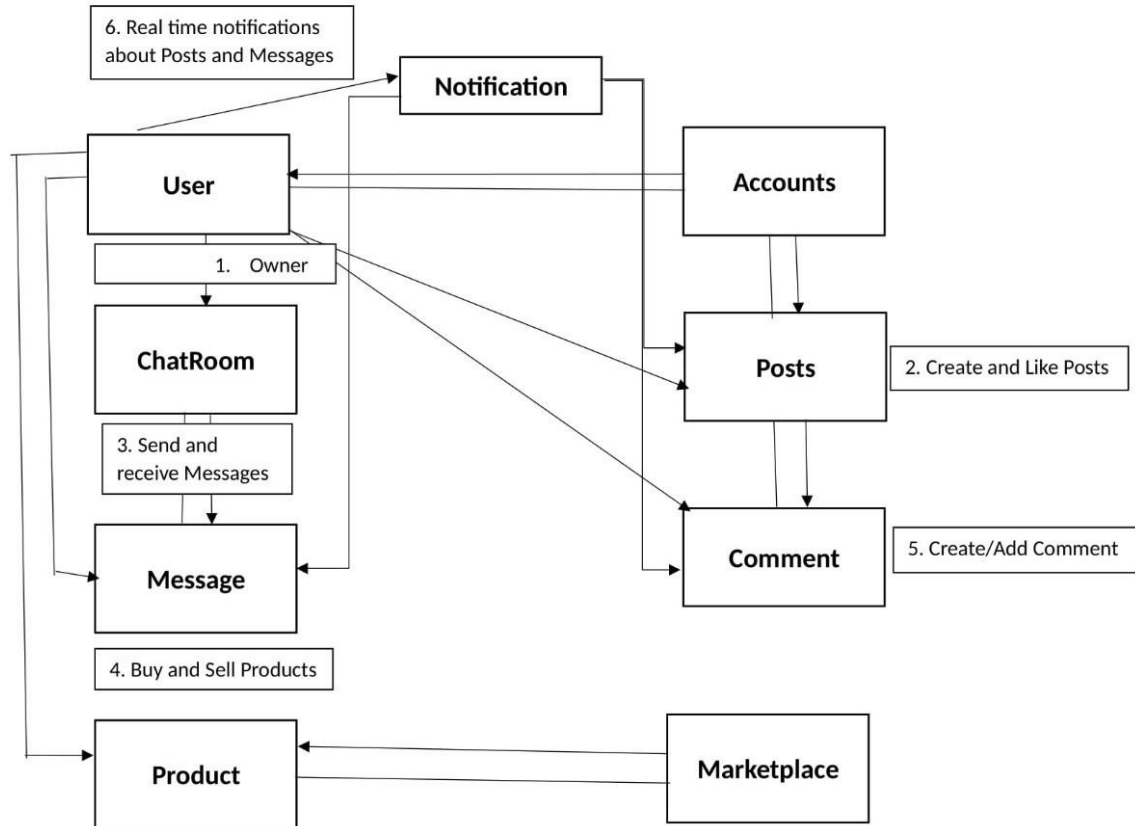 6. Real time notifications
about Posts and Messages
Notification
User
Accounts
1. Owner
ChatRoom
Posts
2. Create and Like Posts
3. Send and
receive Messages
Message
Comment
5. Create/Add Comment
4. Buy and Sell Products
Product
Marketplace